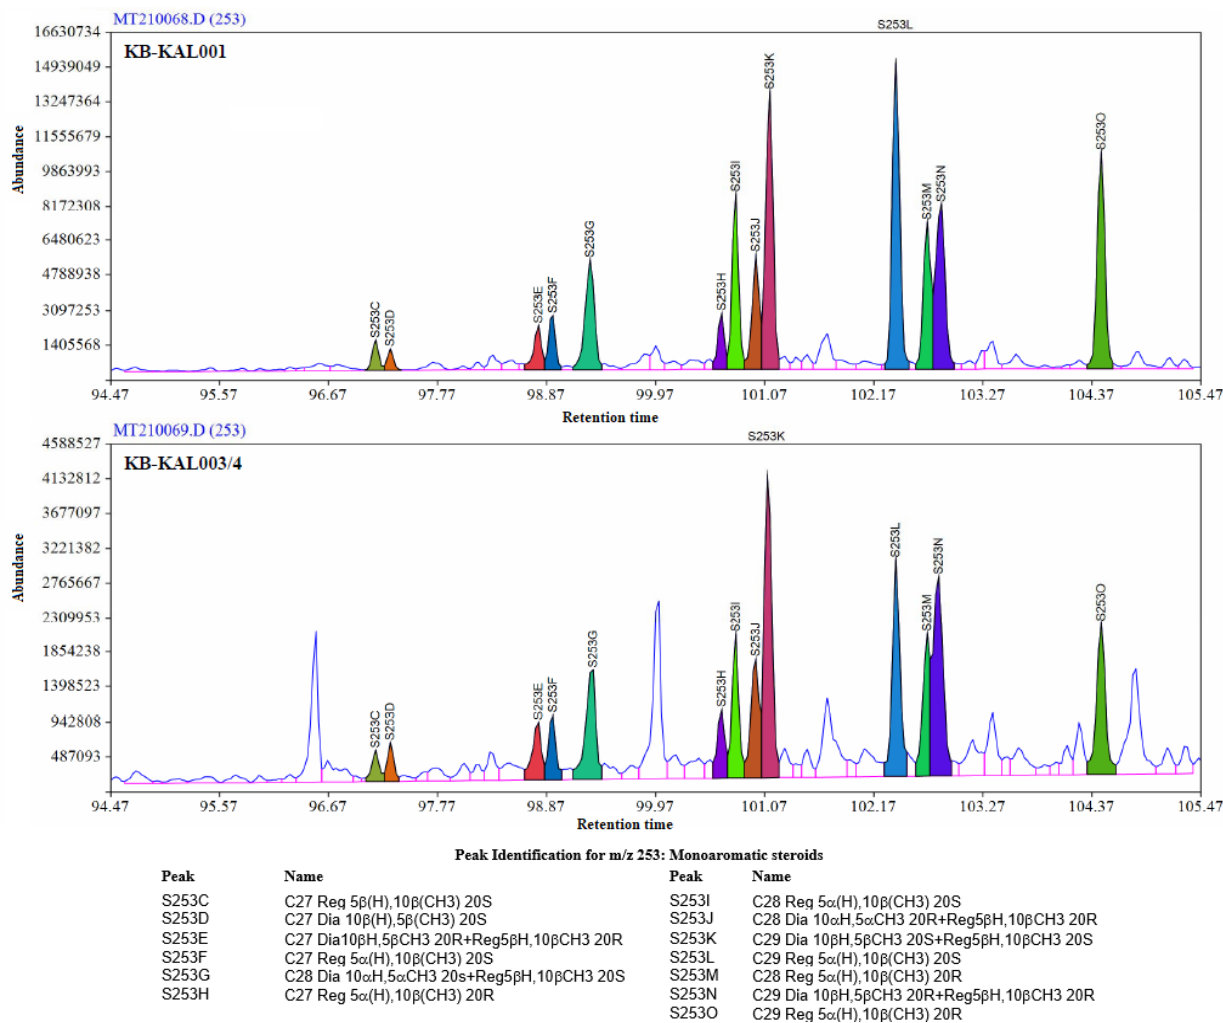 MT210068.D (253)
S253L
KB-KAL001
16630734
14939049
13247364
11555679
9863993
8172308
6480623
4788938
3097253
1405568
Abundance
S253C
S253D
S253E
S253F
S253G
S253H
S253I
S253J
S253K
S253M
S253N
S253O
94.47 95.57 96.67 97.77 98.87 99.97 101.07 102.17 103.27 104.37 105.47
Retention time
MT210069.D (253)
S253K
KB-KAL003/4
4588527
4132812
3677097
3221382
2765667
2309953
1854238
1398523
942808
487093
Abundance
S253C
S253D
S253E
S253F
S253G
S253H
S253I
S253J
S253L
S253M
S253N
S253O
94.47 95.57 96.67 97.77 98.87 99.97 101.07 102.17 103.27 104.37 105.47
Retention time
Peak Identification for m/z 253: Monoaromatic steroids
Peak Name Peak Name
S253C C27 Reg 5β(H),10β(CH3) 20S S253I C28 Reg 5α(H),10β(CH3) 20S
S253D C27 Dia 10β(H),5β(CH3) 20S S253J C28 Dia 10αH,5αCH3 20R+Reg5βH,10βCH3 20R
S253E C27 Dia10βH,5βCH3 20R+Reg5βH,10βCH3 20R S253K C29 Dia 10βH,5βCH3 20S+Reg5βH,10βCH3 20S
S253F C27 Reg 5α(H),10β(CH3) 20S S253L C29 Reg 5α(H),10β(CH3) 20S
S253G C28 Dia 10αH,5αCH3 20s+Reg5βH,10βCH3 20S S253M C28 Reg 5α(H),10β(CH3) 20R
S253H C27 Reg 5α(H),10β(CH3) 20R S253N C29 Dia 10βH,5βCH3 20R+Reg5βH,10βCH3 20R
S253O C29 Reg 5α(H),10β(CH3) 20R